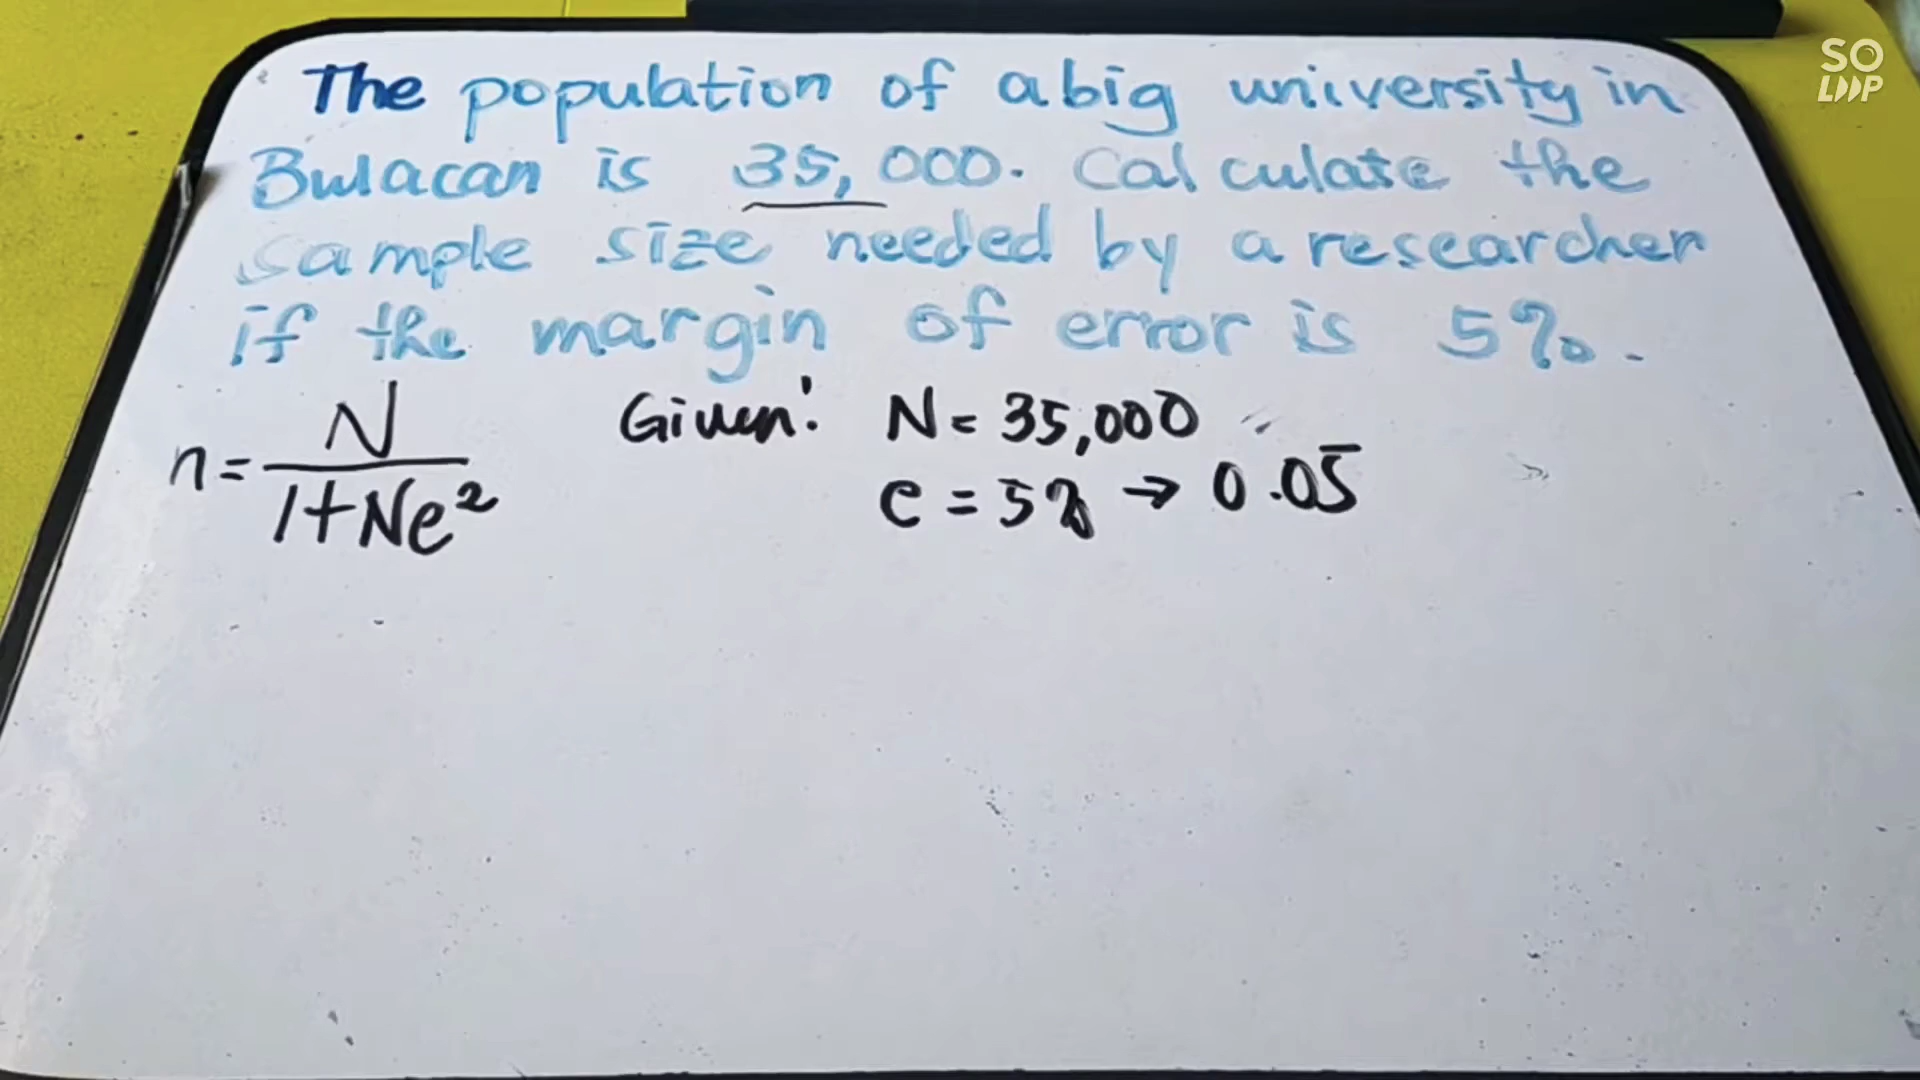 SO
LOOP
The population of a big university in
Bulacan is 35,000. Calculate the
sample size needed by a researcher
if the margin of error is 5%.
n = N / 1+Ne²
Given: N = 35,000
e = 5% → 0.05